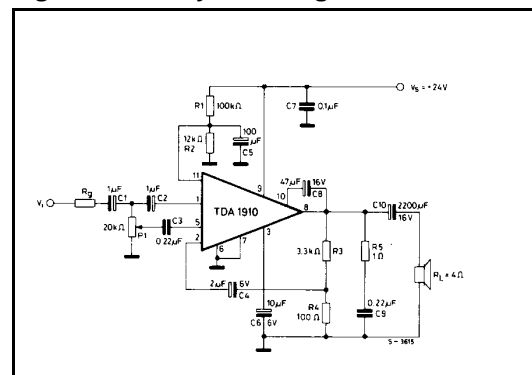 Vs = +24V
R1 100kΩ
C7 0.1μF
12kΩ R2
100 μF C5
47μF 16V C8
11
9
10
C10 2200μF 16V
Vi
Rg
1μF C1
1μF C2
1
TDA 1910
8
20kΩ P1
C3 0.22μF
5
2
3
6
7
3.3kΩ R3
R5 1Ω
RL = 4Ω
2μF 6V C4
10μF C6 6V
R4 100Ω
0.22μF C9
S-3615